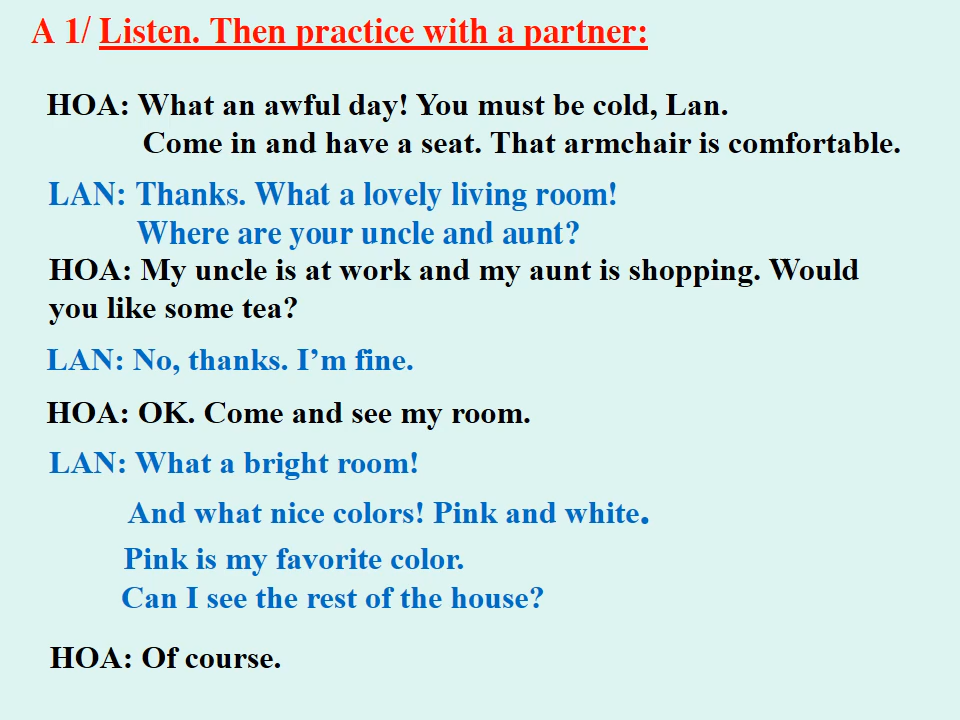 A 1/ Listen. Then practice with a partner:
HOA: What an awful day! You must be cold, Lan.
Come in and have a seat. That armchair is comfortable.
LAN: Thanks. What a lovely living room!
Where are your uncle and aunt?
HOA: My uncle is at work and my aunt is shopping. Would
you like some tea?
LAN: No, thanks. I’m fine.
HOA: OK. Come and see my room.
LAN: What a bright room!
And what nice colors! Pink and white.
Pink is my favorite color.
Can I see the rest of the house?
HOA: Of course.